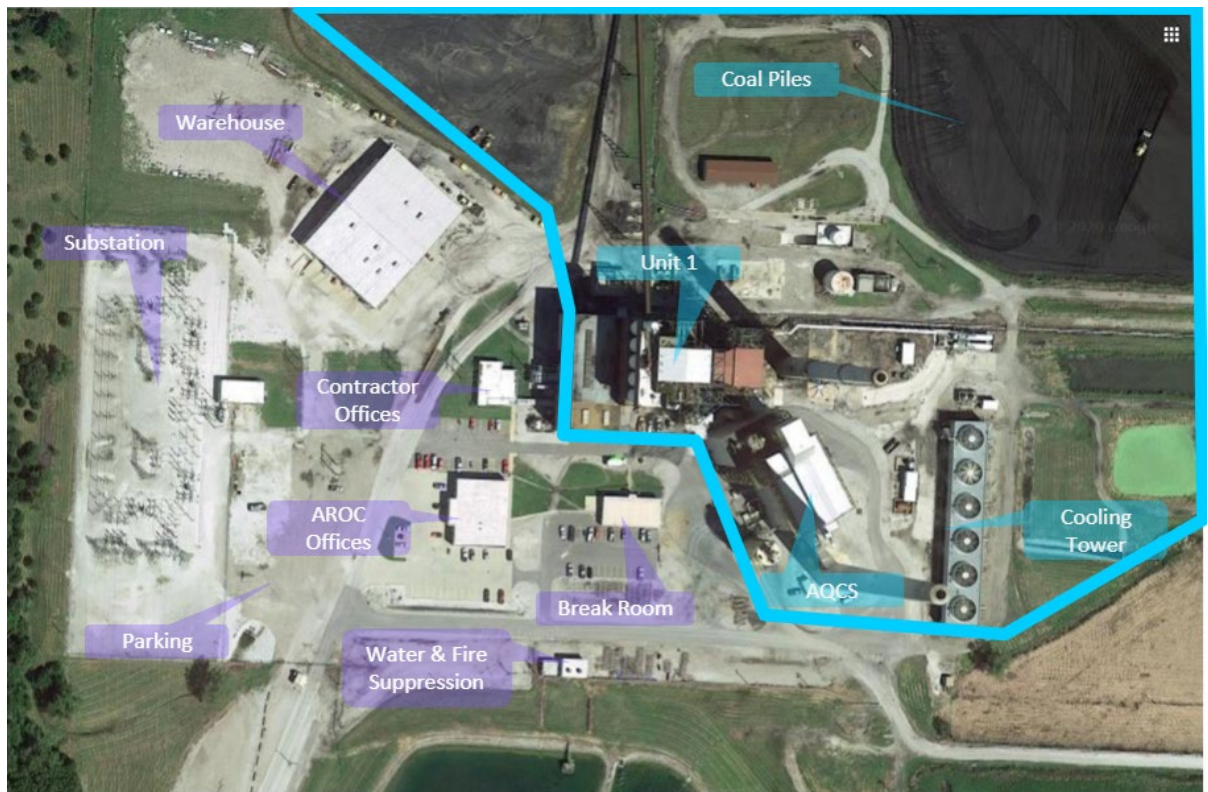 Coal Piles
Warehouse
Substation
Unit 1
Contractor
Offices
AROC
Offices
Cooling
Tower
AQCS
Break Room
Parking
Water & Fire
Suppression